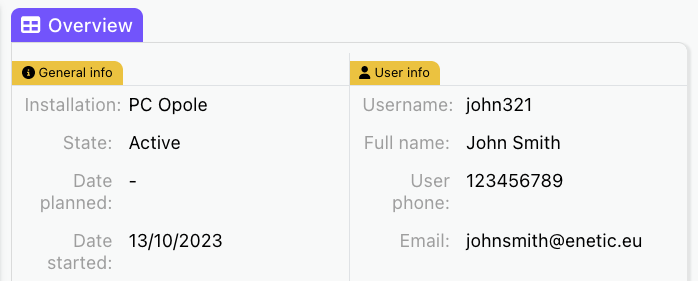 Overview
General info
Installation: PC Opole
State: Active
Date planned: -
Date started: 13/10/2023
User info
Username: john321
Full name: John Smith
User phone: 123456789
Email: johnsmith@enetic.eu